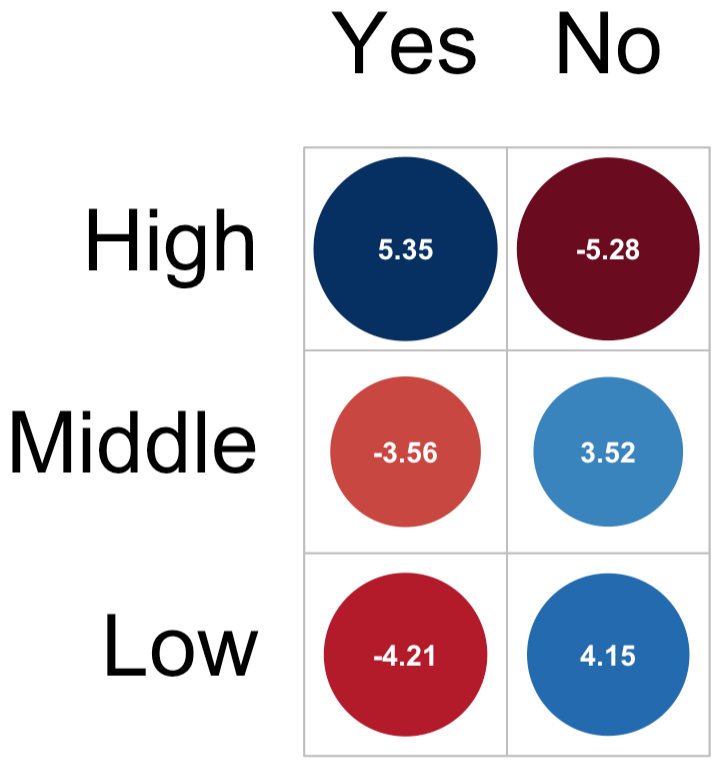 Yes No
High 5.35 -5.28
Middle -3.56 3.52
Low -4.21 4.15